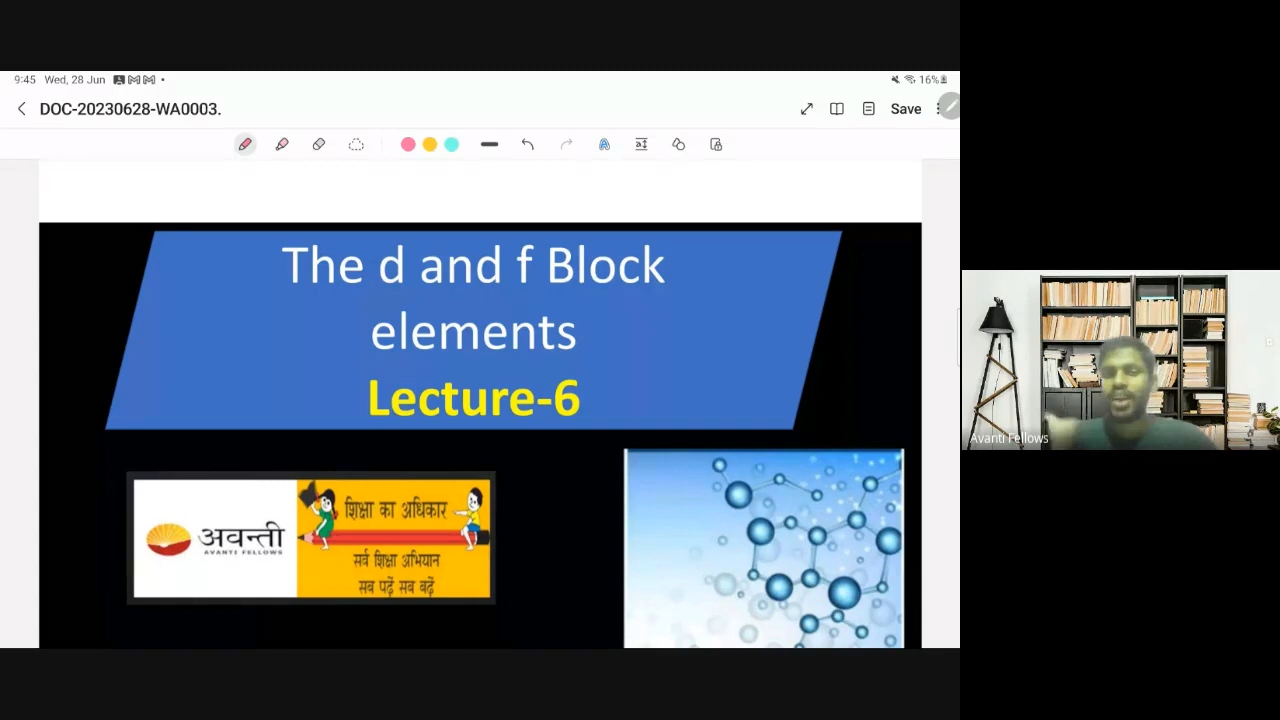 9:45 Wed, 28 Jun
16%
DOC-20230628-WA0003.
Save
The d and f Block
elements
Lecture-6
अवन्ती
AVANTI FELLOWS
शिक्षा का अधिकार
सर्व शिक्षा अभियान
सब पढ़ें सब बढ़ें
Avanti Fellows